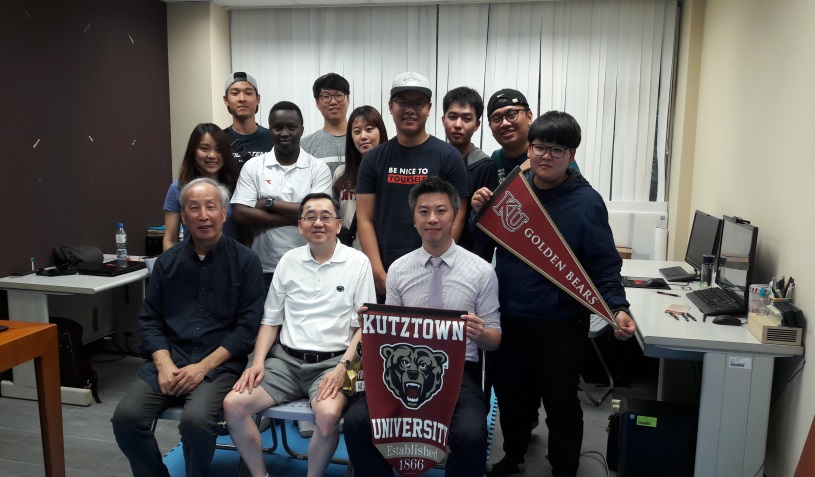 BE NICE TO
YOURSELF
KU
GOLDEN BEARS
KUTZTOWN
UNIVERSITY
Established
1866